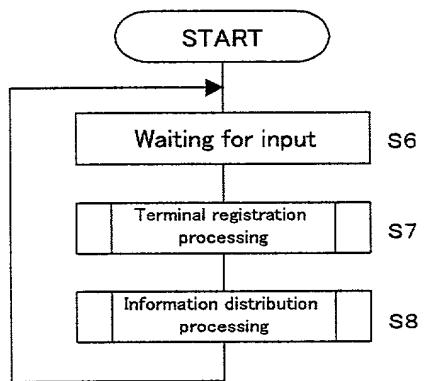 START
Waiting for input S6
Terminal registration
processing S7
Information distribution
processing S8